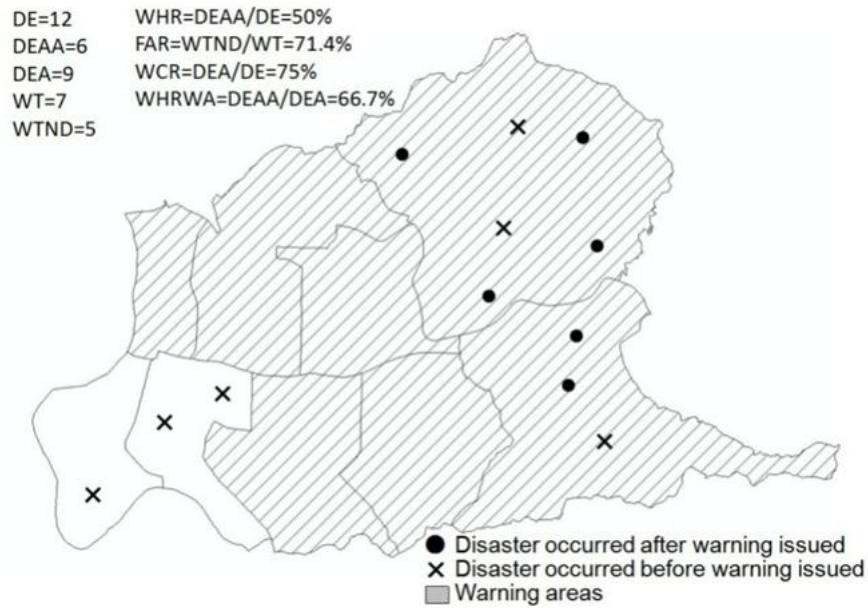 DE=12
DEAA=6
DEA=9
WT=7
WTND=5
WHR=DEAA/DE=50%
FAR=WTND/WT=71.4%
WCR=DEA/DE=75%
WHRWA=DEAA/DEA=66.7%
Disaster occurred after warning issued
Disaster occurred before warning issued
Warning areas